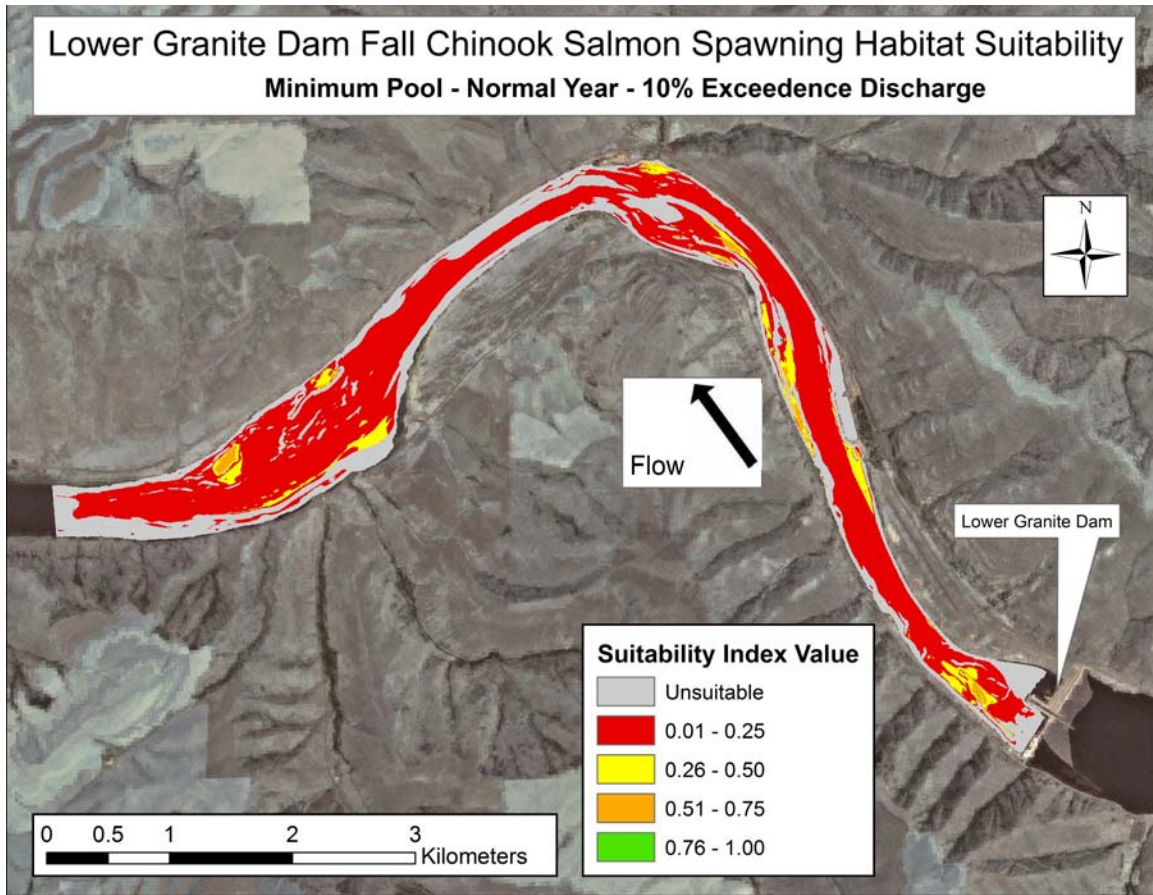 Lower Granite Dam Fall Chinook Salmon Spawning Habitat Suitability
Minimum Pool - Normal Year - 10% Exceedence Discharge
N
Flow
Lower Granite Dam
Suitability Index Value
Unsuitable
0.01 - 0.25
0.26 - 0.50
0.51 - 0.75
0.76 - 1.00
0 0.5 1 2 3
Kilometers